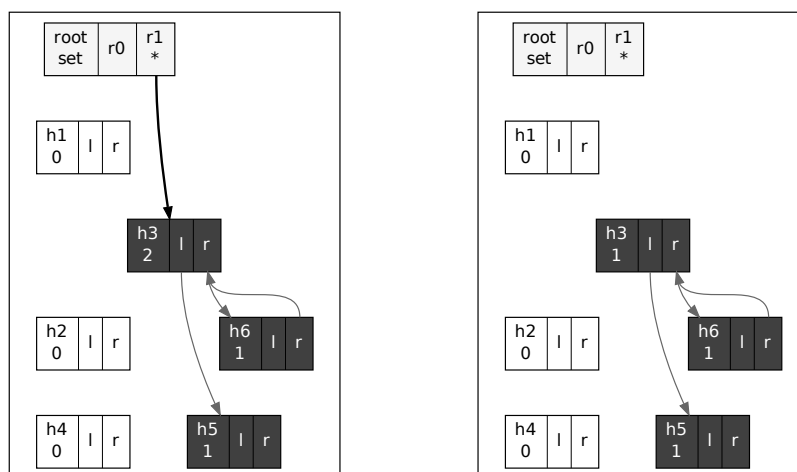 root set r0 r1 *
h1 0 l r
h3 2 l r
h2 0 l r
h6 1 l r
h4 0 l r
h5 1 l r
root set r0 r1 *
h1 0 l r
h3 1 l r
h2 0 l r
h6 1 l r
h4 0 l r
h5 1 l r